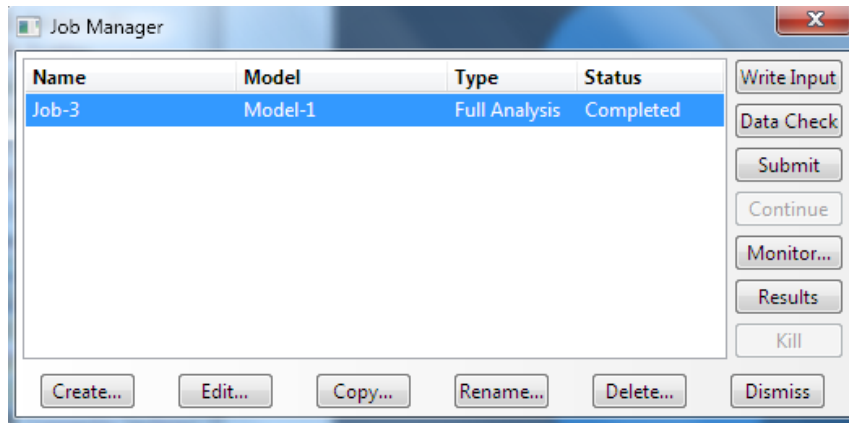 Job Manager
Name Model Type Status
Job-3 Model-1 Full Analysis Completed
Write Input
Data Check
Submit
Continue
Monitor...
Results
Kill
Create... Edit... Copy... Rename... Delete... Dismiss